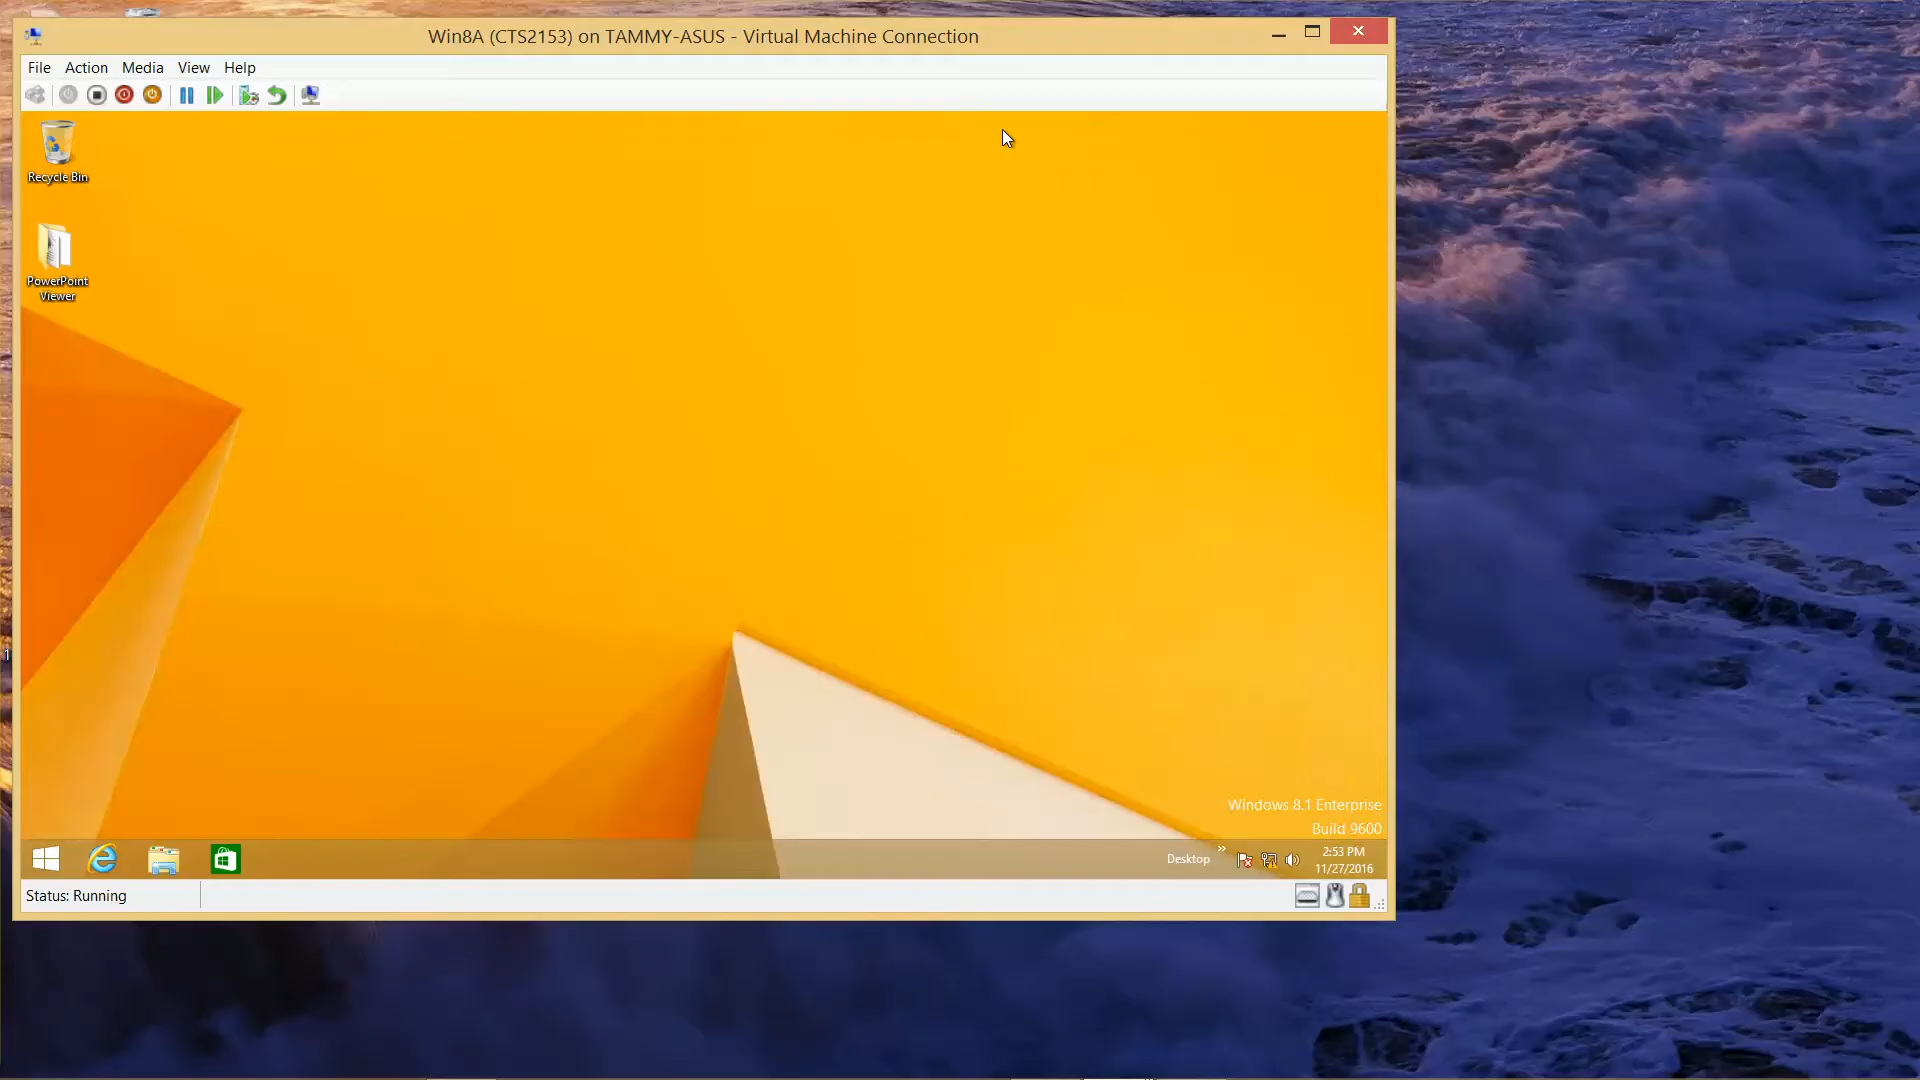 Win8A (CTS2153) on TAMMY-ASUS - Virtual Machine Connection
File Action Media View Help
Recycle Bin
PowerPoint
Viewer
1
Windows 8.1 Enterprise
Build 9600
Desktop
2:53 PM
11/27/2016
Status: Running